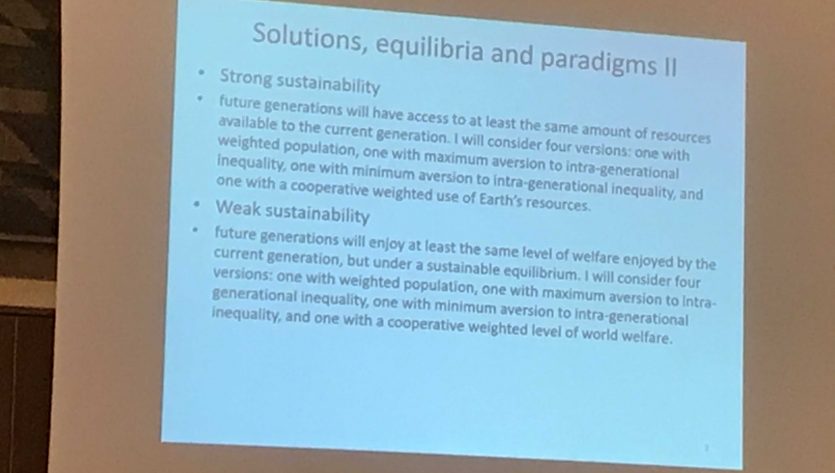 Solutions, equilibria and paradigms II
• Strong sustainability
• future generations will have access to at least the same amount of resources
available to the current generation. I will consider four versions: one with
weighted population, one with maximum aversion to intra-generational
inequality, one with minimum aversion to intra-generational inequality, and
one with a cooperative weighted use of Earth's resources.
• Weak sustainability
• future generations will enjoy at least the same level of welfare enjoyed by the
current generation, but under a sustainable equilibrium. I will consider four
versions: one with weighted population, one with maximum aversion to intra-
generational inequality, one with minimum aversion to intra-generational
inequality, and one with a cooperative weighted level of world welfare.